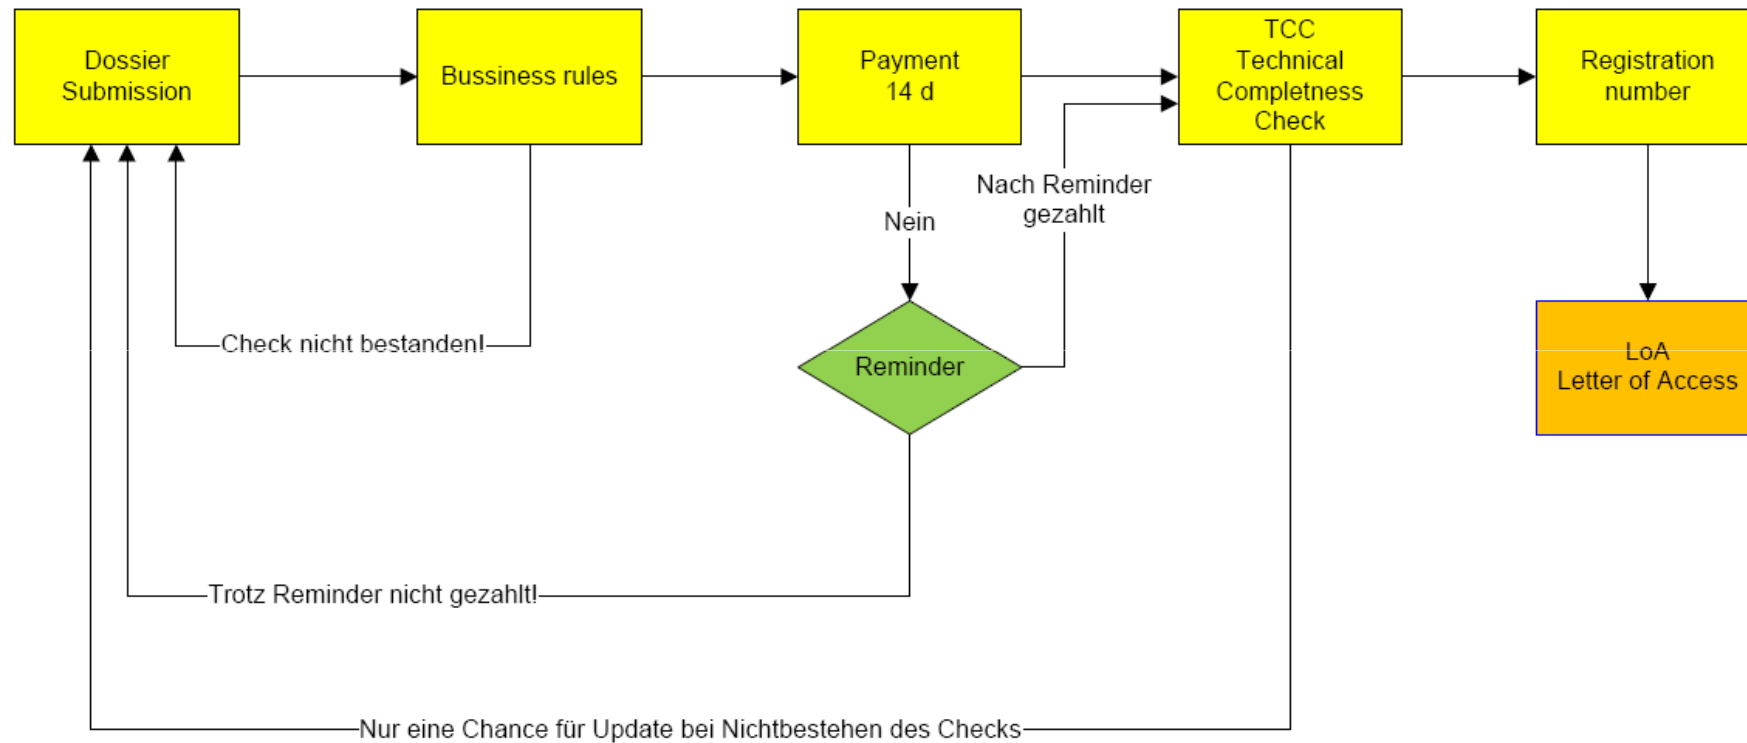 Dossier
Submission
Bussiness rules
Payment
14 d
TCC
Technical
Completness
Check
Registration
number
Nach Reminder
gezahlt
Nein
Check nicht bestanden!
Reminder
LoA
Letter of Access
Trotz Reminder nicht gezahlt!
Nur eine Chance für Update bei Nichtbestehen des Checks